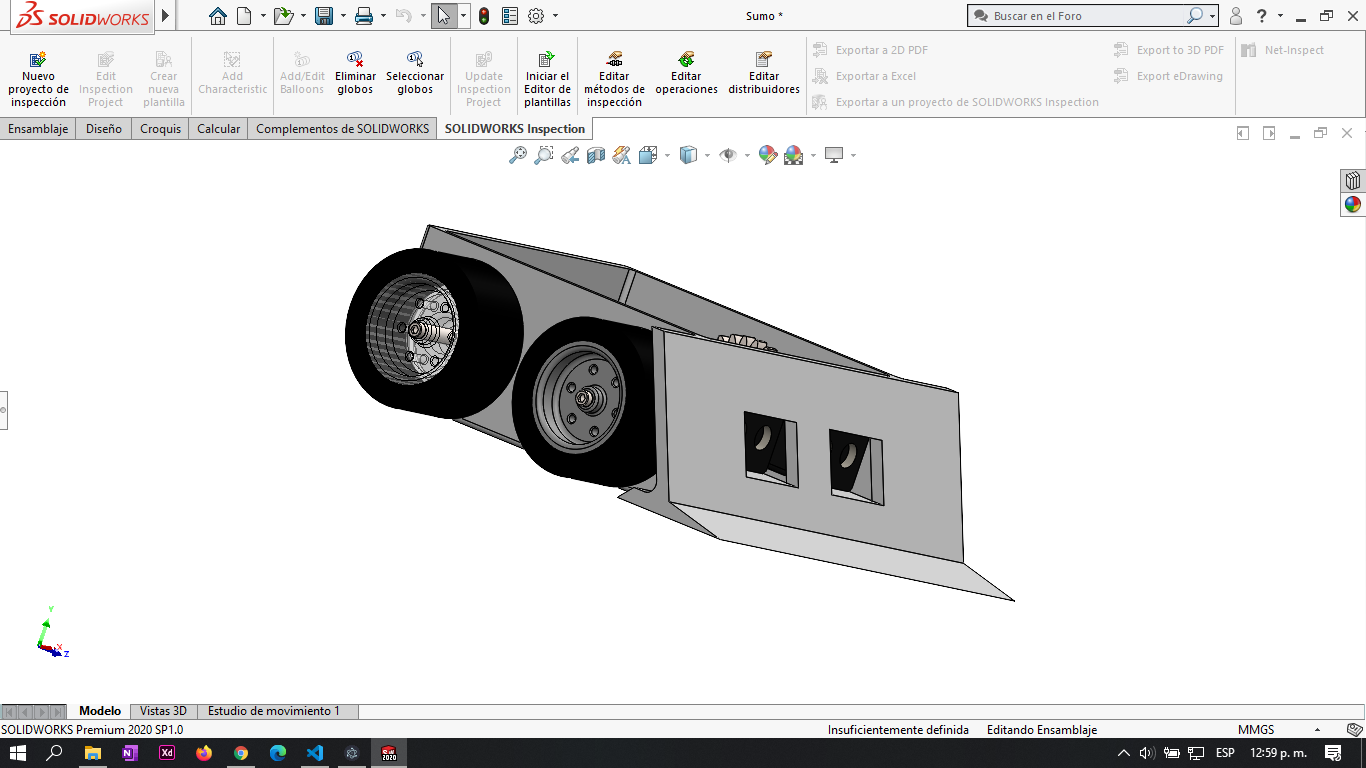 SOLIDWORKS
Sumo *
Buscar en el Foro
?
Nuevo proyecto de inspección
Edit Inspection Project
Crear nueva plantilla
Add Characteristic
Add/Edit Balloons
Eliminar globos
Seleccionar globos
Update Inspection Project
Iniciar el Editor de plantillas
Editar métodos de inspección
Editar operaciones
Editar distribuidores
Exportar a 2D PDF
Exportar a Excel
Exportar a un proyecto de SOLIDWORKS Inspection
Export to 3D PDF
Export eDrawing
Net-Inspect
Ensamblaje
Diseño
Croquis
Calcular
Complementos de SOLIDWORKS
SOLIDWORKS Inspection
Y
X
Z
Modelo
Vistas 3D
Estudio de movimiento 1
SOLIDWORKS Premium 2020 SP1.0
Insuficientemente definida
Editando Ensamblaje
MMGS
N
Xd
SW
2020
ESP
12:59 p. m.